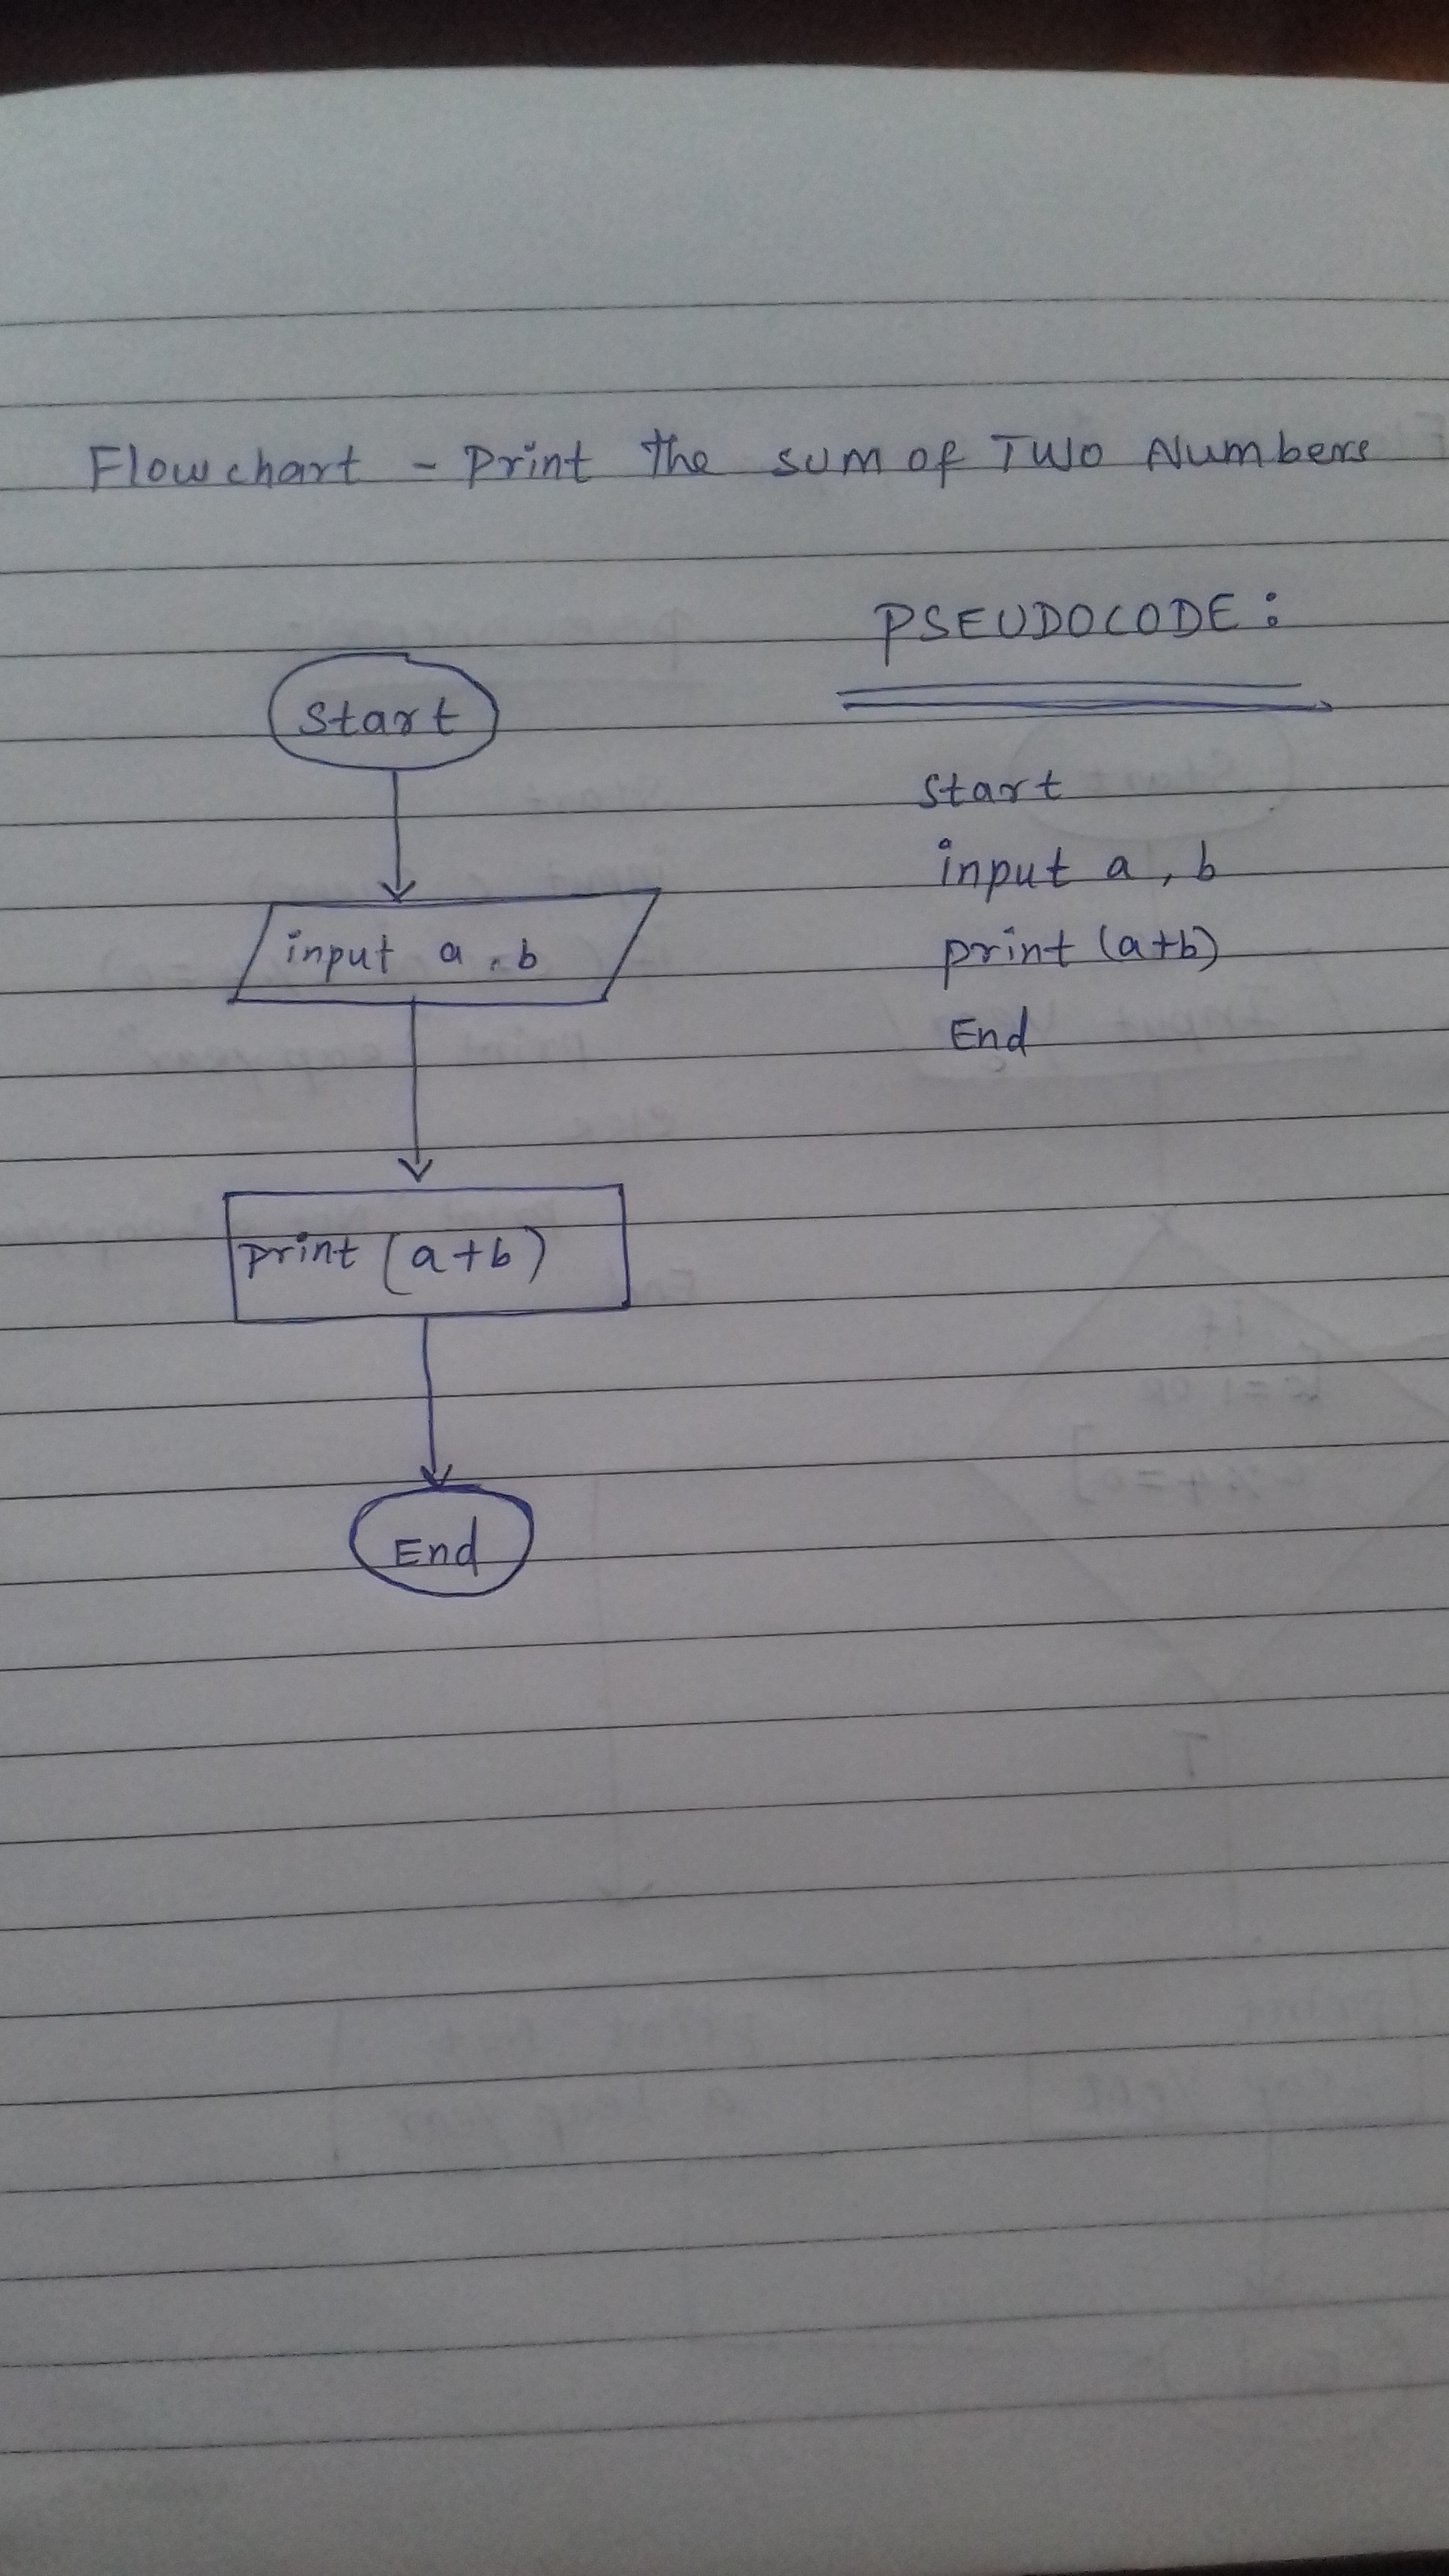 Flowchart - Print the sum of Two Numbers
Start
input a, b
print (a+b)
End
PSEUDOCODE:
Start
input a, b
print (a+b)
End